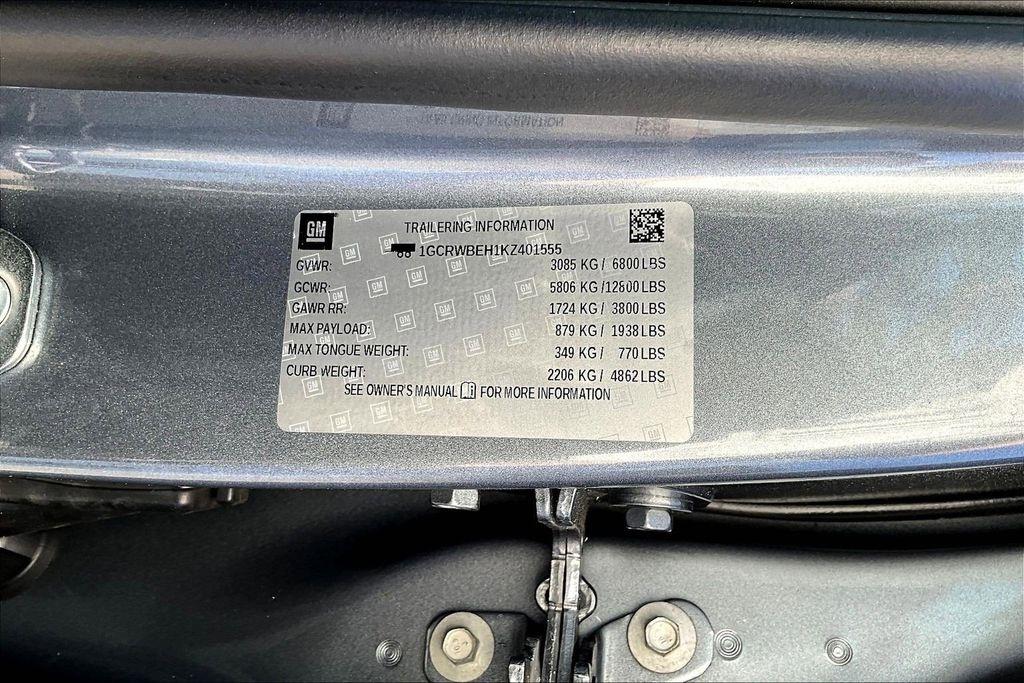 GM TRAILERING INFORMATION
1GCRWBEH1KZ401555
GVWR: 3085 KG / 6800 LBS
GCWR: 5806 KG /12800 LBS
GAWR RR: 1724 KG / 3800 LBS
MAX PAYLOAD: 879 KG / 1938 LBS
MAX TONGUE WEIGHT: 349 KG / 770 LBS
CURB WEIGHT: 2206 KG / 4862 LBS
SEE OWNER'S MANUAL FOR MORE INFORMATION